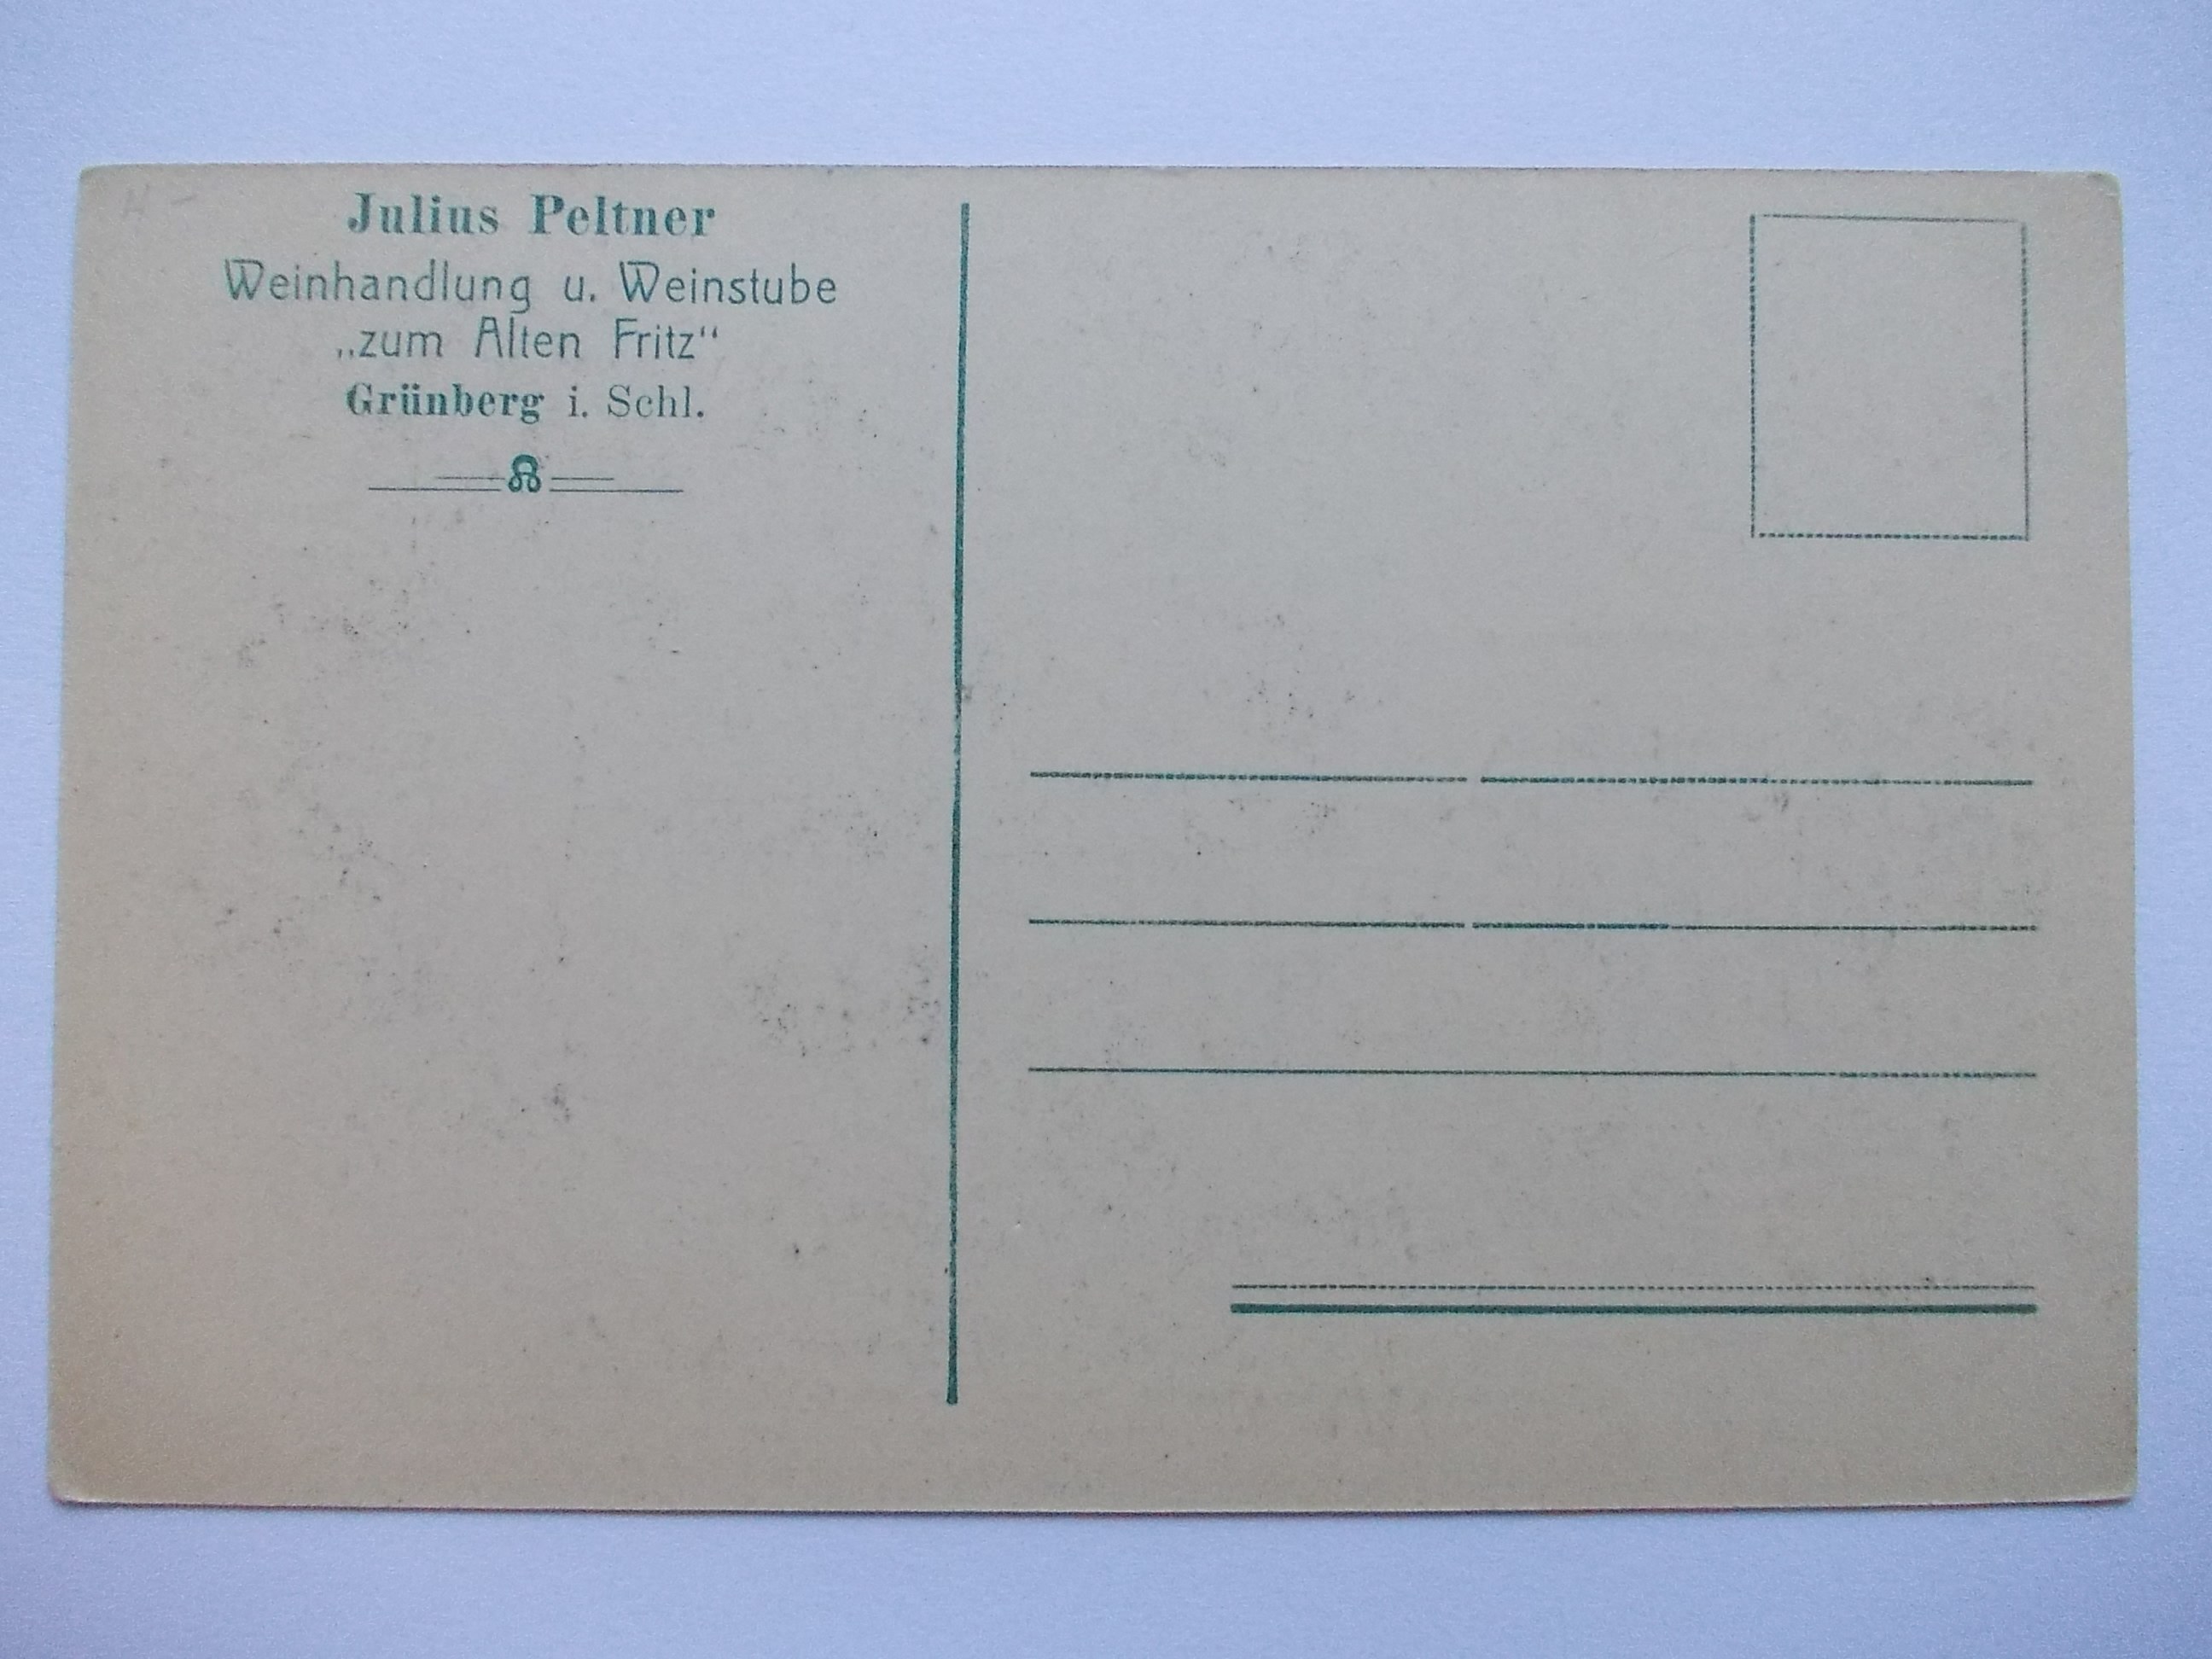 Julius Peltner
Weinhandlung u. Weinstube
„zum Alten Fritz“
Grünberg i. Schl.